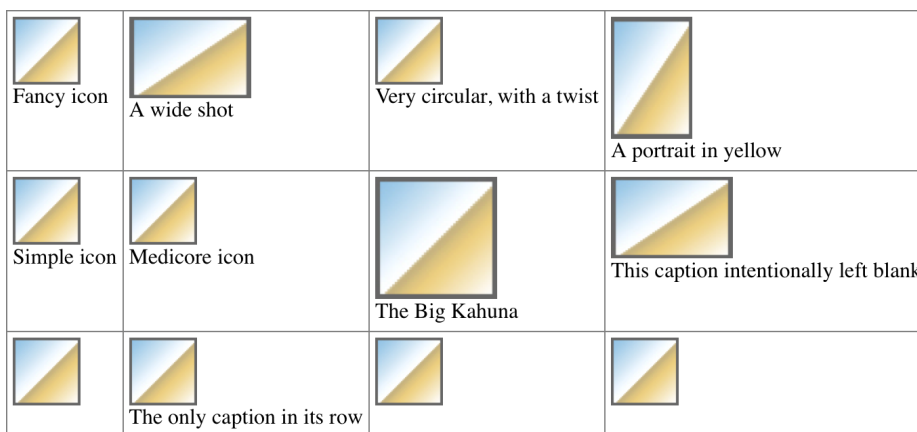 Fancy icon
A wide shot
Very circular, with a twist
A portrait in yellow
Simple icon
Medicore icon
The Big Kahuna
This caption intentionally left blank
The only caption in its row